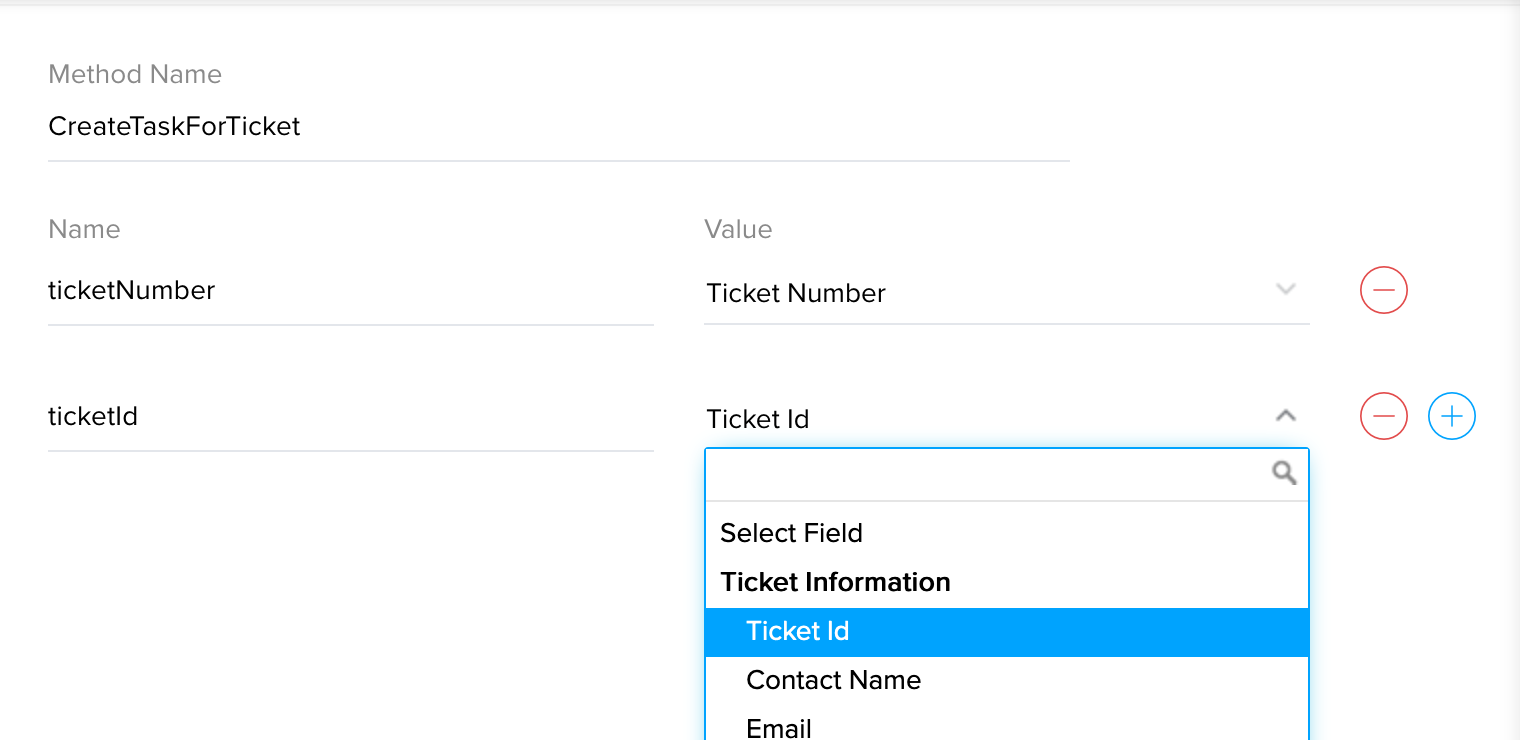 Method Name
CreateTaskForTicket
Name
Value
ticketNumber
Ticket Number
ticketId
Ticket Id
Select Field
Ticket Information
Ticket Id
Contact Name
Email